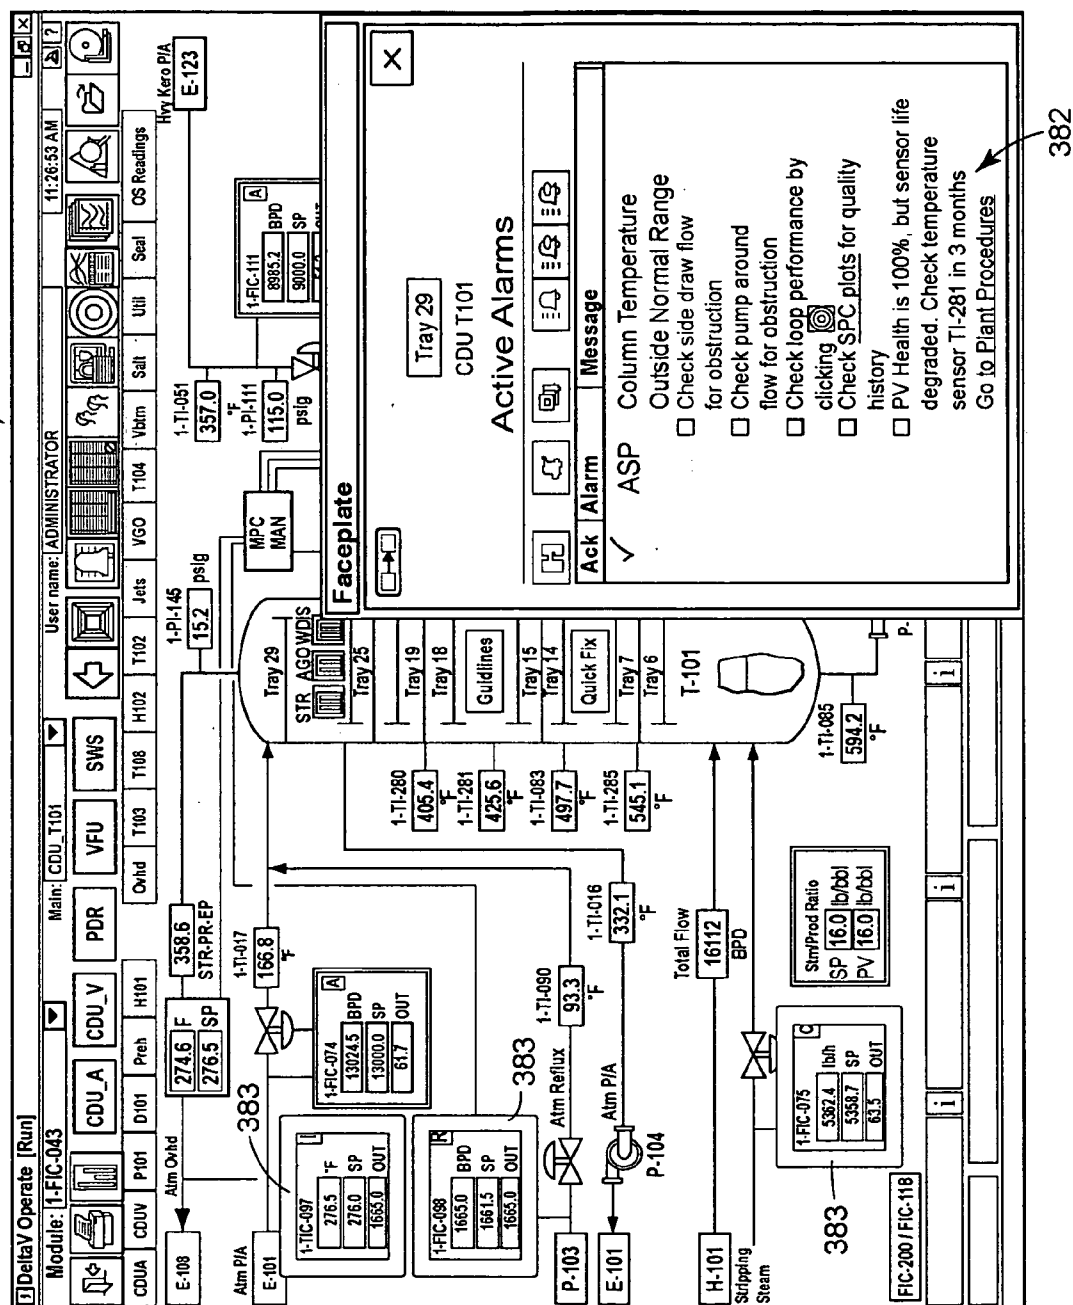 DeltaV Operate [Run]
Module: 1-FIC-043
Main: CDU_T101
User name: ADMINISTRATOR
11:26:53 AM
?
CDU_A
CDU_V
PDR
VFU
SWS
CDUA
CDUV
P101
D101
Preh
H101
Ovhd
T103
T108
H102
T102
Jets
VGO
T104
Vbtm
Salt
Util
Seal
OS Readings
E-108
Atm Ovhd
274.6 F
276.5 SP
358.6
STR-PR-EP
1-PI-145
15.2 psig
MPC
MAN
1-TI-051
357.0
°F
1-PI-111
115.0
psig
Hvy Kero P/A
E-123
1-FIC-111
A
8985.2 BPD
9000.0 SP
OUT
Atm P/A
E-101
383
1-TIC-097
276.5 °F
276.0 SP
1665.0 OUT
1-TI-017
166.8
°F
1-FIC-074
A
13024.5 BPD
13000.0 SP
61.7 OUT
1-FIC-098
R
1665.0 BPD
1661.5 SP
1665.0 OUT
383
P-103
Atm Reflux
1-TI-090
93.3
°F
E-101
Atm P/A
P-104
1-TI-016
332.1
°F
H-101
Total Flow
16112
BPD
Stripping
Steam
1-FIC-075
C
5362.4 lb/h
5358.7 SP
63.5 OUT
383
Stm/Prod Ratio
SP 16.0 lb/bbl
PV 16.0 lb/bbl
FIC-200 / FIC-11B
Tray 29
STR AGO WDIS
Tray 25
Tray 19
Tray 18
Guidlines
Tray 15
Tray 14
Quick Fix
Tray 7
Tray 6
T-101
1-TI-280
405.4
°F
1-TI-281
425.6
°F
1-TI-083
497.7
°F
1-TI-285
545.1
°F
1-TI-085
594.2
°F
P-
i
i
i
Faceplate
X
Tray 29
CDU T101
Active Alarms
Ack Alarm Message
ASP
Column Temperature
Outside Normal Range
Check side draw flow
for obstruction
Check pump around
flow for obstruction
Check loop performance by
clicking
Check SPC plots for quality
history
PV Health is 100%, but sensor life
degraded. Check temperature
sensor TI-281 in 3 months
Go to Plant Procedures
382